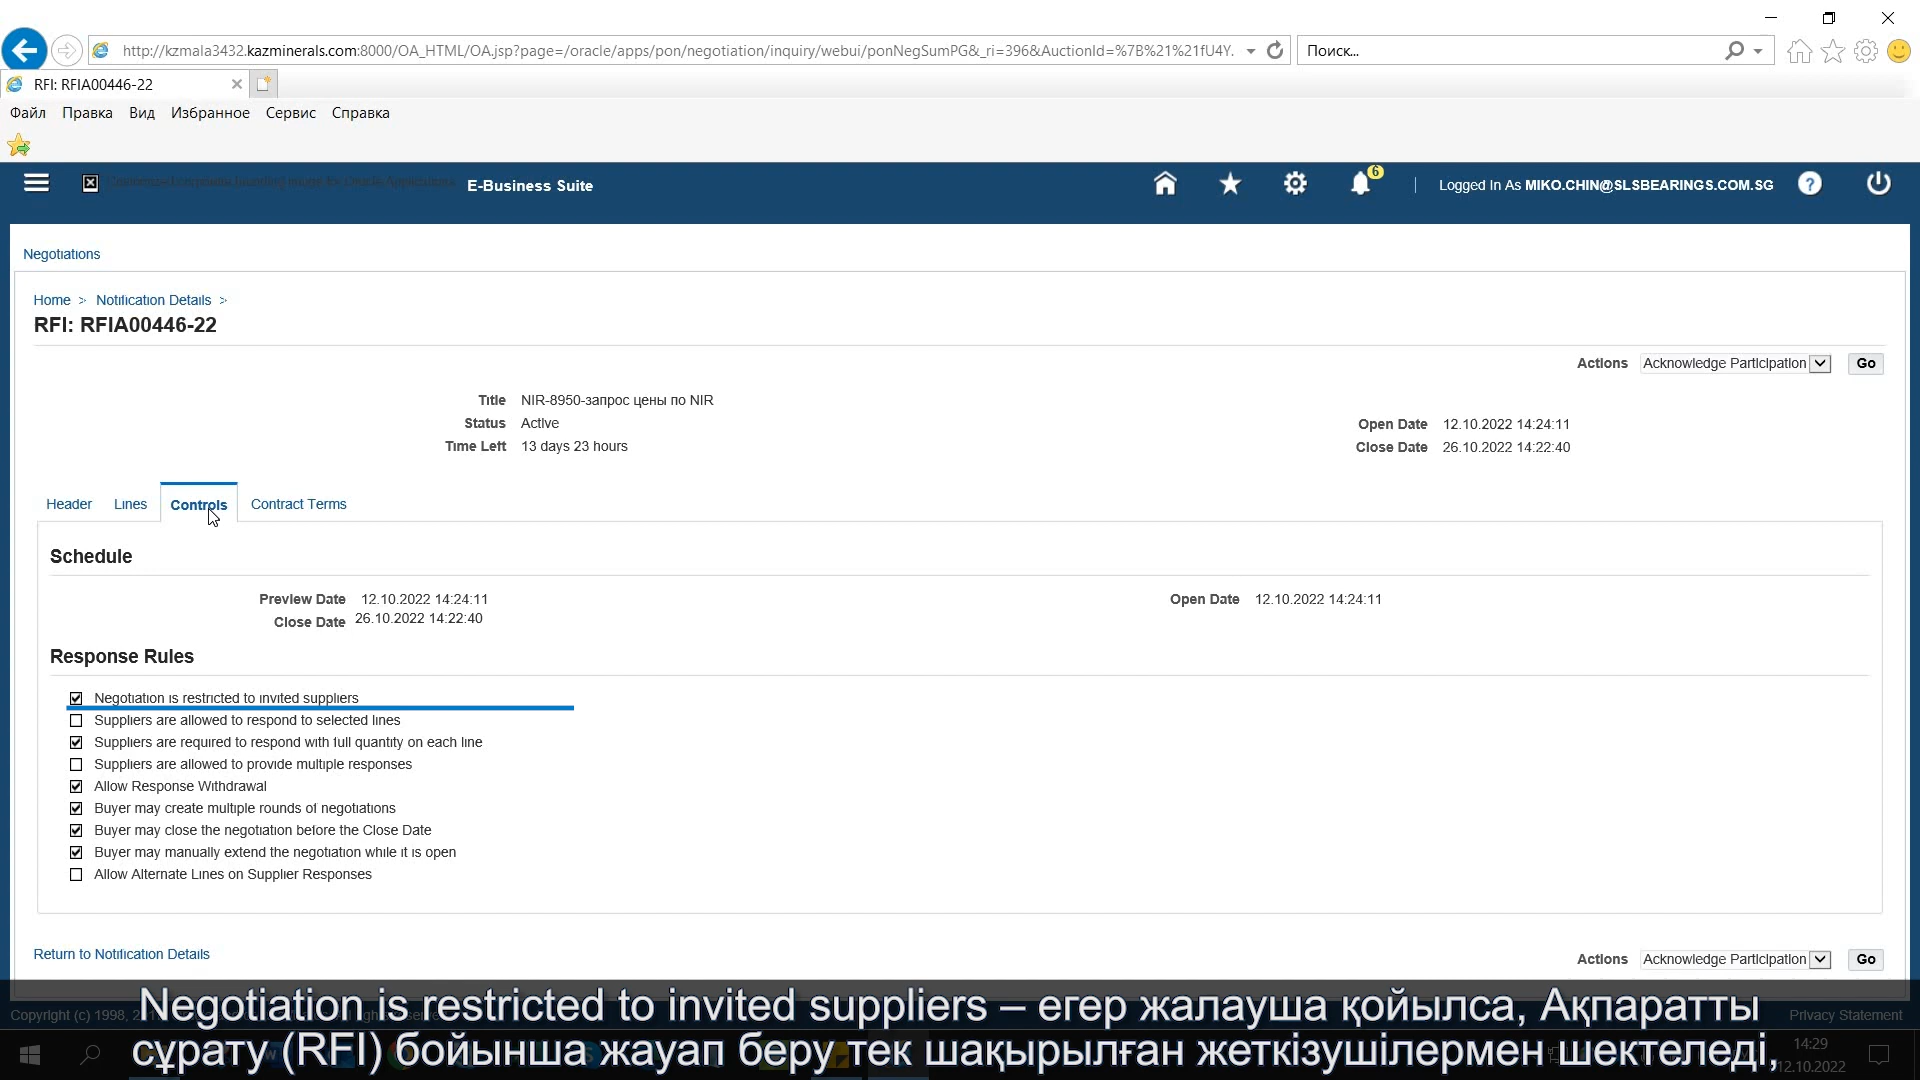 http://kzmala3432.kazminerals.com:8000/OA_HTML/OA.jsp?page=/oracle/apps/pon/negotiation/inquiry/webui/ponNegSumPG&_ri=396&AuctionId=%7B%21%21fU4Y.
Поиск...
RFI: RFIA00446-22
Файл Правка Вид Избранное Сервис Справка
E-Business Suite
6
Logged In As MIKO.CHIN@SLSBEARINGS.COM.SG
?
Negotiations
Home > Notification Details >
RFI: RFIA00446-22
Actions Acknowledge Participation Go
Title NIR-8950-запрос цены по NIR
Status Active
Open Date 12.10.2022 14:24:11
Time Left 13 days 23 hours
Close Date 26.10.2022 14:22:40
Header Lines Controls Contract Terms
Schedule
Preview Date 12.10.2022 14:24:11
Open Date 12.10.2022 14:24:11
Close Date 26.10.2022 14:22:40
Response Rules
Negotiation is restricted to invited suppliers
Suppliers are allowed to respond to selected lines
Suppliers are required to respond with full quantity on each line
Suppliers are allowed to provide multiple responses
Allow Response Withdrawal
Buyer may create multiple rounds of negotiations
Buyer may close the negotiation before the Close Date
Buyer may manually extend the negotiation while it is open
Allow Alternate Lines on Supplier Responses
Return to Notification Details
Actions Acknowledge Participation Go
Negotiation is restricted to invited suppliers – егер жалауша қойылса, Ақпаратты
сұрату (RFI) бойынша жауап беру тек шақырылған жеткізушілермен шектеледі,
Copyright (c) 1998,
Privacy Statement
14:29
12.10.2022